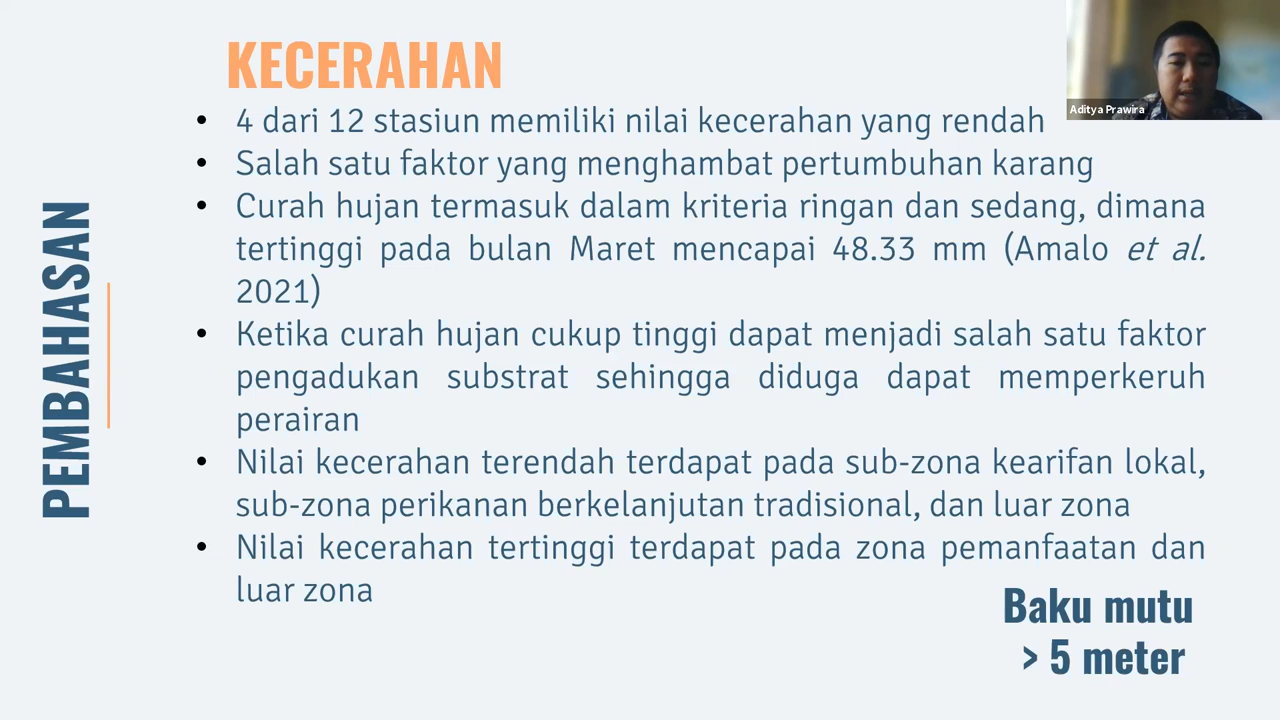 KECERAHAN
Aditya Prawira
• 4 dari 12 stasiun memiliki nilai kecerahan yang rendah
• Salah satu faktor yang menghambat pertumbuhan karang
• Curah hujan termasuk dalam kriteria ringan dan sedang, dimana
tertinggi pada bulan Maret mencapai 48.33 mm (Amalo et al.
2021)
• Ketika curah hujan cukup tinggi dapat menjadi salah satu faktor
pengadukan substrat sehingga diduga dapat memperkeruh
perairan
• Nilai kecerahan terendah terdapat pada sub-zona kearifan lokal,
sub-zona perikanan berkelanjutan tradisional, dan luar zona
• Nilai kecerahan tertinggi terdapat pada zona pemanfaatan dan
luar zona
PEMBAHASAN
Baku mutu
> 5 meter